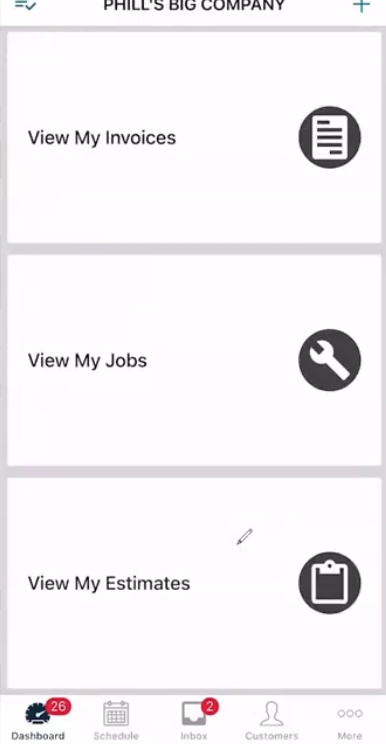 PHILL'S BIG COMPANY
View My Invoices
View My Jobs
View My Estimates
26
2
Dashboard
Schedule
Inbox
Customers
More